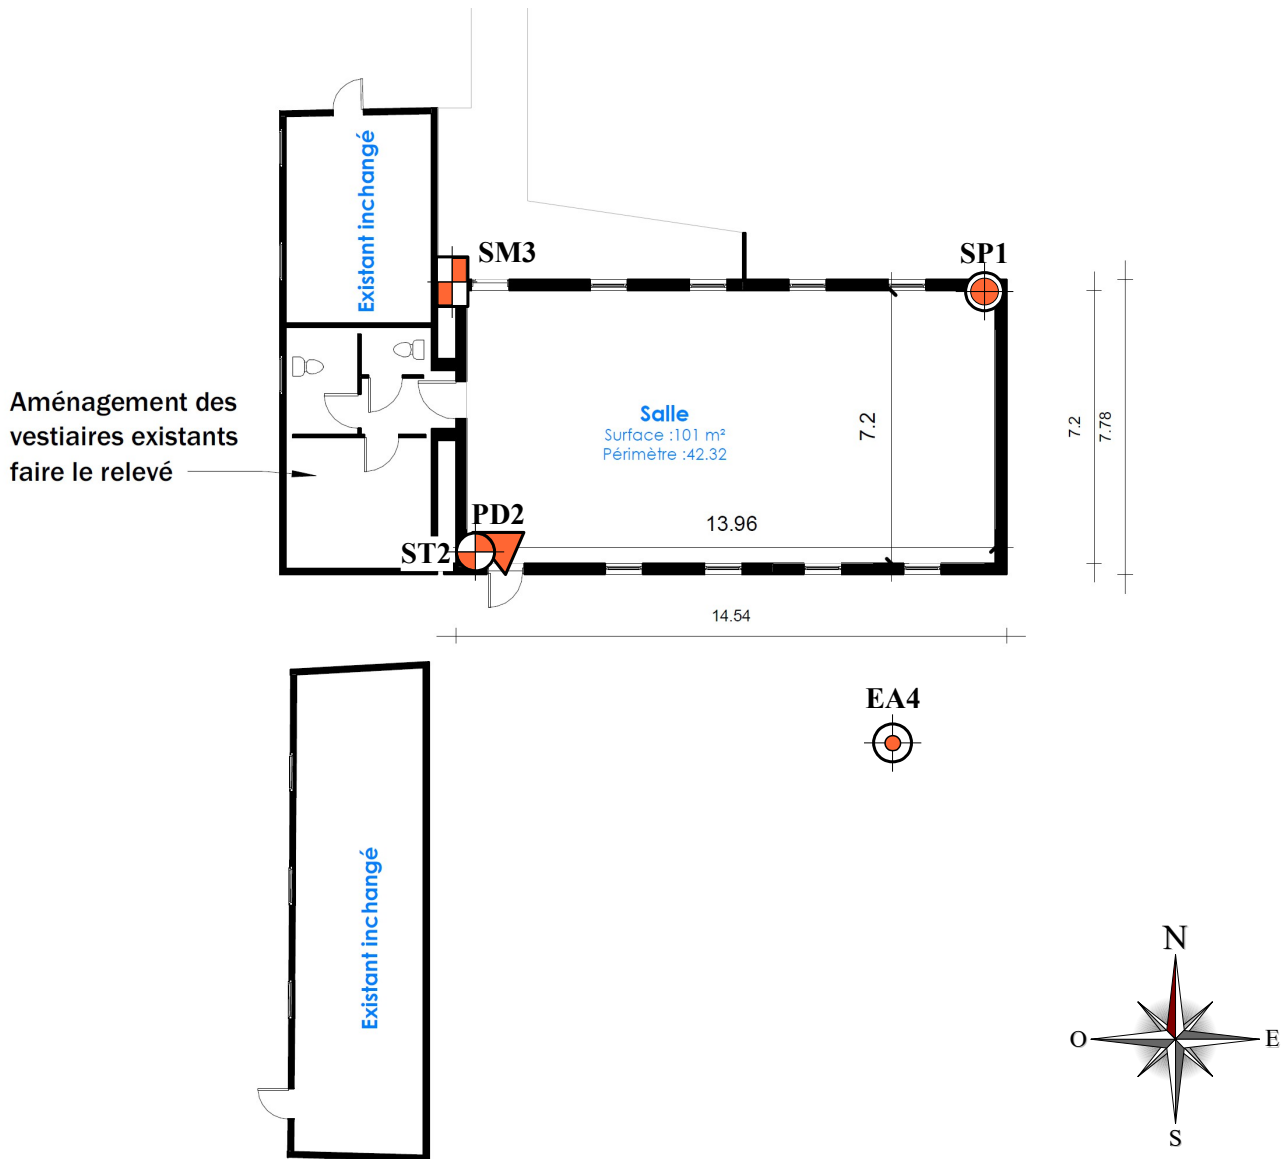 Existant inchangé
SM3
SP1
Aménagement des
vestiaires existants
faire le relevé
Salle
Surface :101 m²
Périmètre :42.32
7.2
7.2
7.78
13.96
PD2
ST2
14.54
EA4
Existant inchangé
N
O
E
S